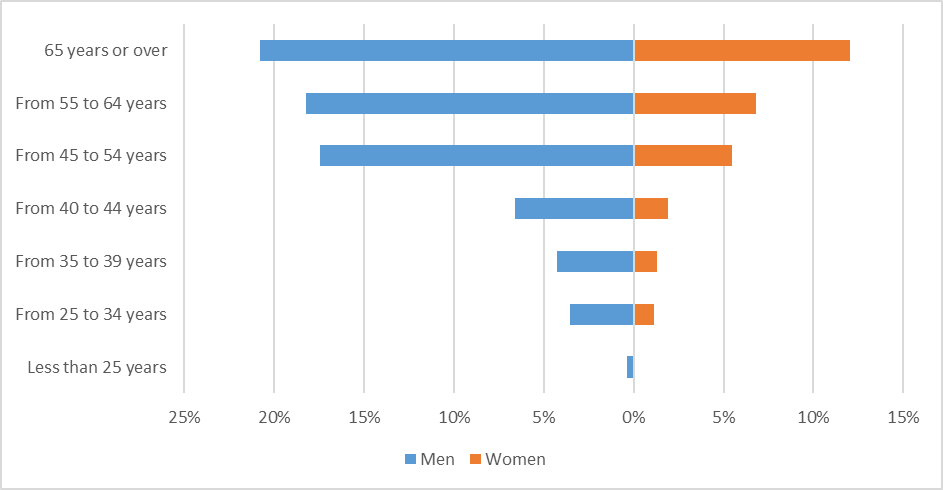 65 years or over
From 55 to 64 years
From 45 to 54 years
From 40 to 44 years
From 35 to 39 years
From 25 to 34 years
Less than 25 years
25% 20% 15% 10% 5% 0% 5% 10% 15%
Men Women